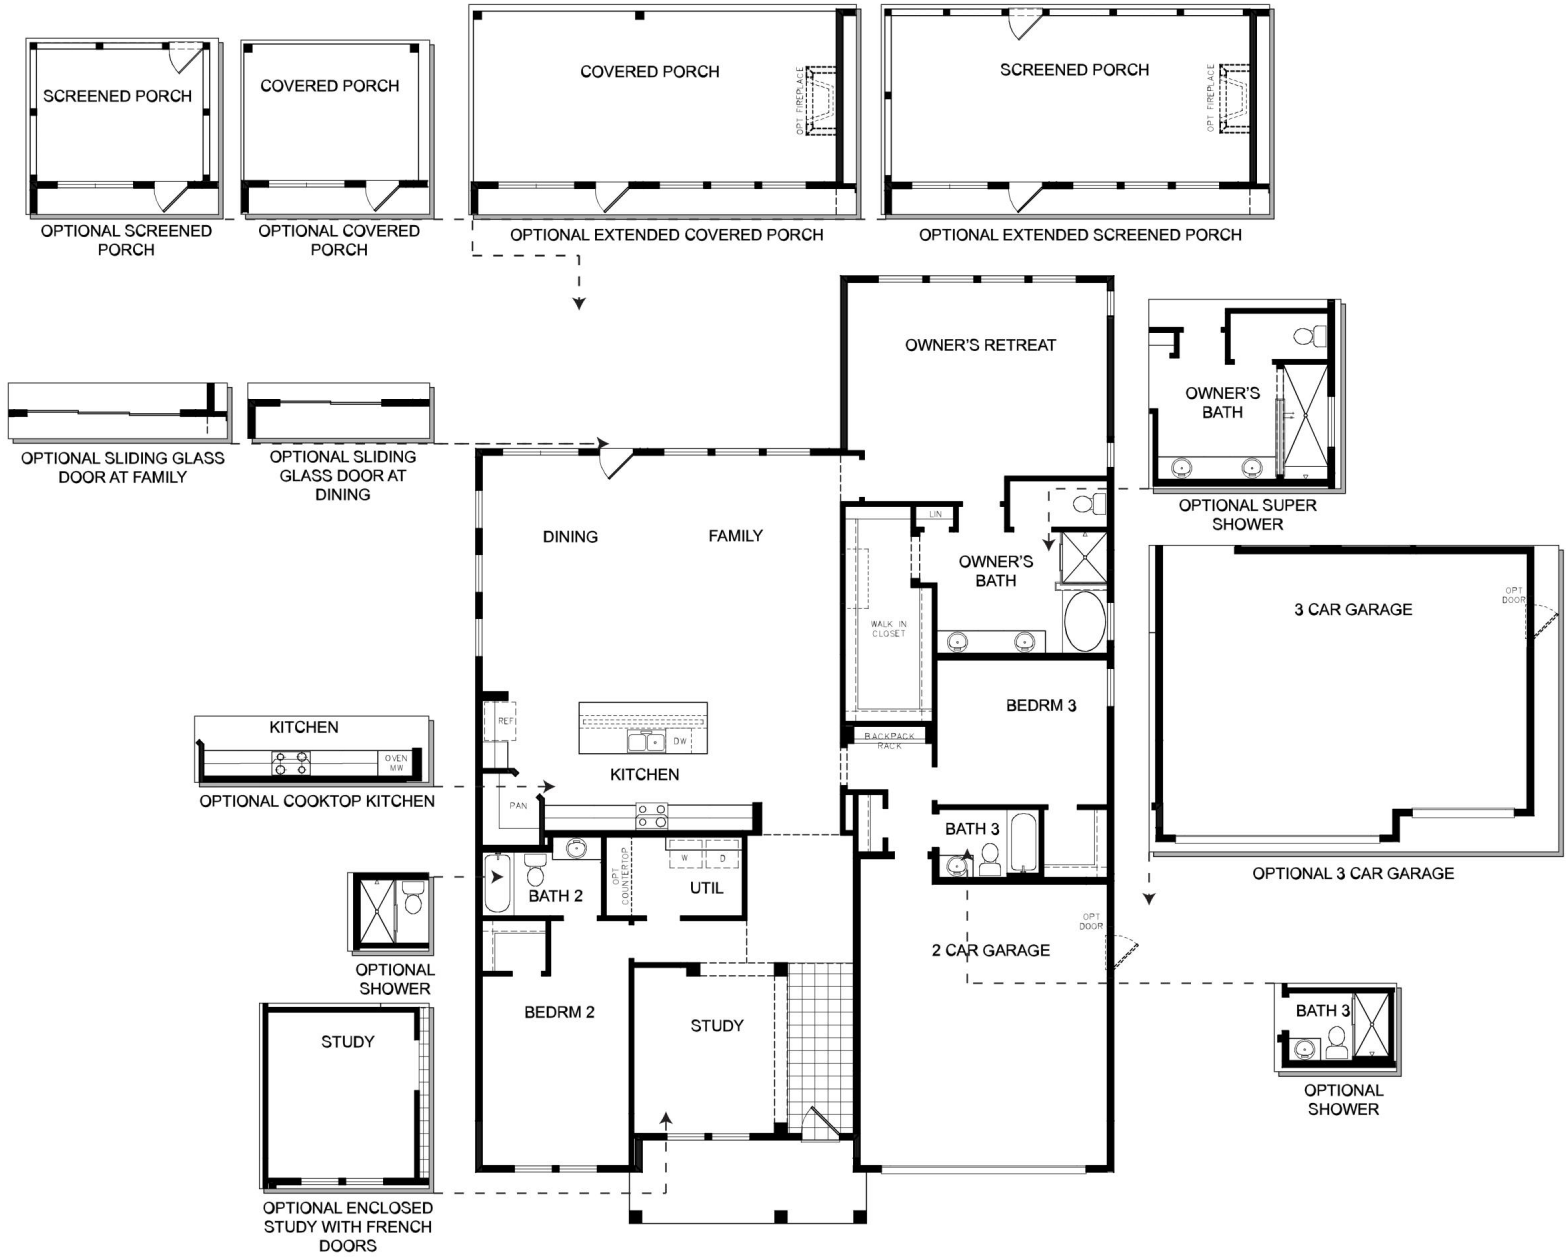 SCREENED PORCH
OPTIONAL SCREENED
PORCH
COVERED PORCH
OPTIONAL COVERED
PORCH
COVERED PORCH
OPT FIREPLACE
OPTIONAL EXTENDED COVERED PORCH
SCREENED PORCH
OPT FIREPLACE
OPTIONAL EXTENDED SCREENED PORCH
OPTIONAL SLIDING GLASS
DOOR AT FAMILY
OPTIONAL SLIDING
GLASS DOOR AT
DINING
OWNER'S RETREAT
OWNER'S
BATH
OPTIONAL SUPER
SHOWER
DINING
FAMILY
LIN
OWNER'S
BATH
WALK IN
CLOSET
3 CAR GARAGE
OPT
DOOR
OPTIONAL 3 CAR GARAGE
KITCHEN
OVEN
MW
OPTIONAL COOKTOP KITCHEN
REF
DW
KITCHEN
PAN
BEDRM 3
BACKPACK
RACK
BATH 3
BATH 2
OPT
COUNTERTOP
W
D
UTIL
OPTIONAL
SHOWER
2 CAR GARAGE
OPT
DOOR
BEDRM 2
STUDY
STUDY
OPTIONAL ENCLOSED
STUDY WITH FRENCH
DOORS
BATH 3
OPTIONAL
SHOWER